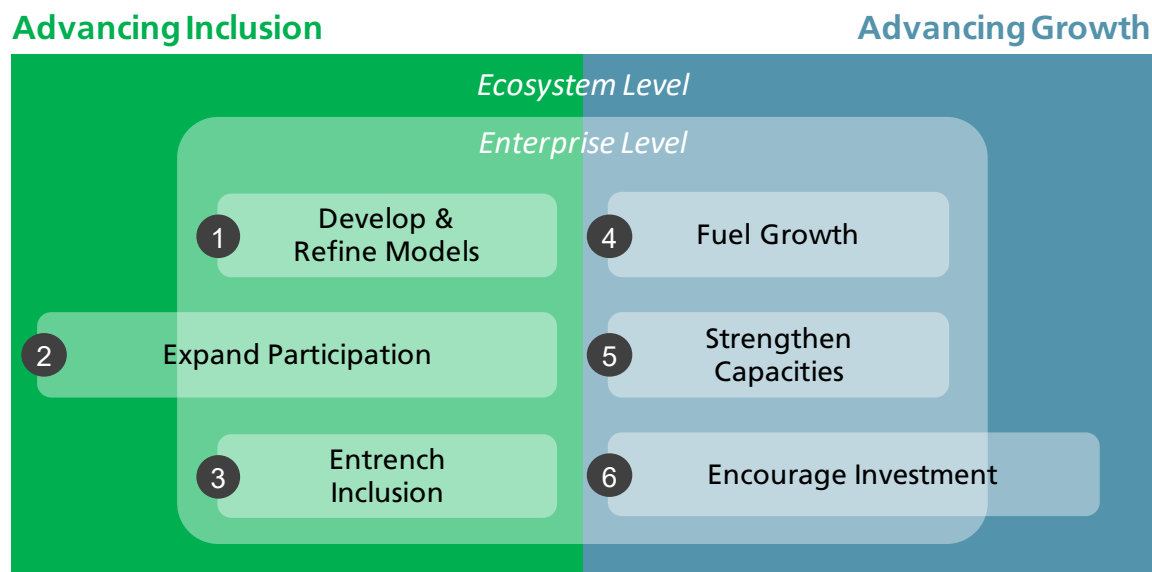 Advancing Inclusion
Advancing Growth
Ecosystem Level
Enterprise Level
1
Develop &
Refine Models
4
Fuel Growth
2
Expand Participation
5
Strengthen
Capacities
3
Entrench
Inclusion
6
Encourage Investment